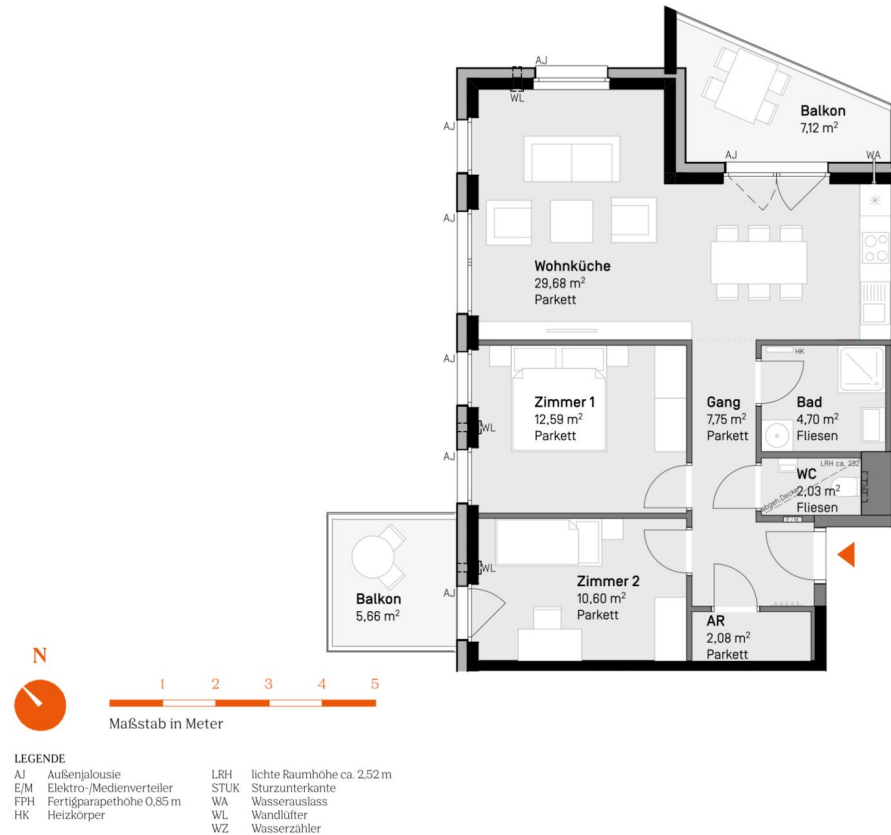 AJ
WL
AJ
Balkon
7,12 m²
AJ
WA
AJ
Wohnküche
29,68 m²
Parkett
HK
AJ
Zimmer 1
12,59 m²
Parkett
WL
Gang
7,75 m²
Parkett
Bad
4,70 m²
Fliesen
AJ
LRH ca. 232
abgeh. Decke
WC
2,03 m²
Fliesen
E/M
WL
Zimmer 2
10,60 m²
Parkett
AJ
Balkon
5,66 m²
AR
2,08 m²
Parkett
N
1 2 3 4 5
Maßstab in Meter
LEGENDE
AJ Außenjalousie
E/M Elektro-/Medienverteiler
FPH Fertigparapethöhe 0,85 m
HK Heizkörper
LRH lichte Raumhöhe ca. 2,52 m
STUK Sturzunterkante
WA Wasserauslass
WL Wandlüfter
WZ Wasserzähler